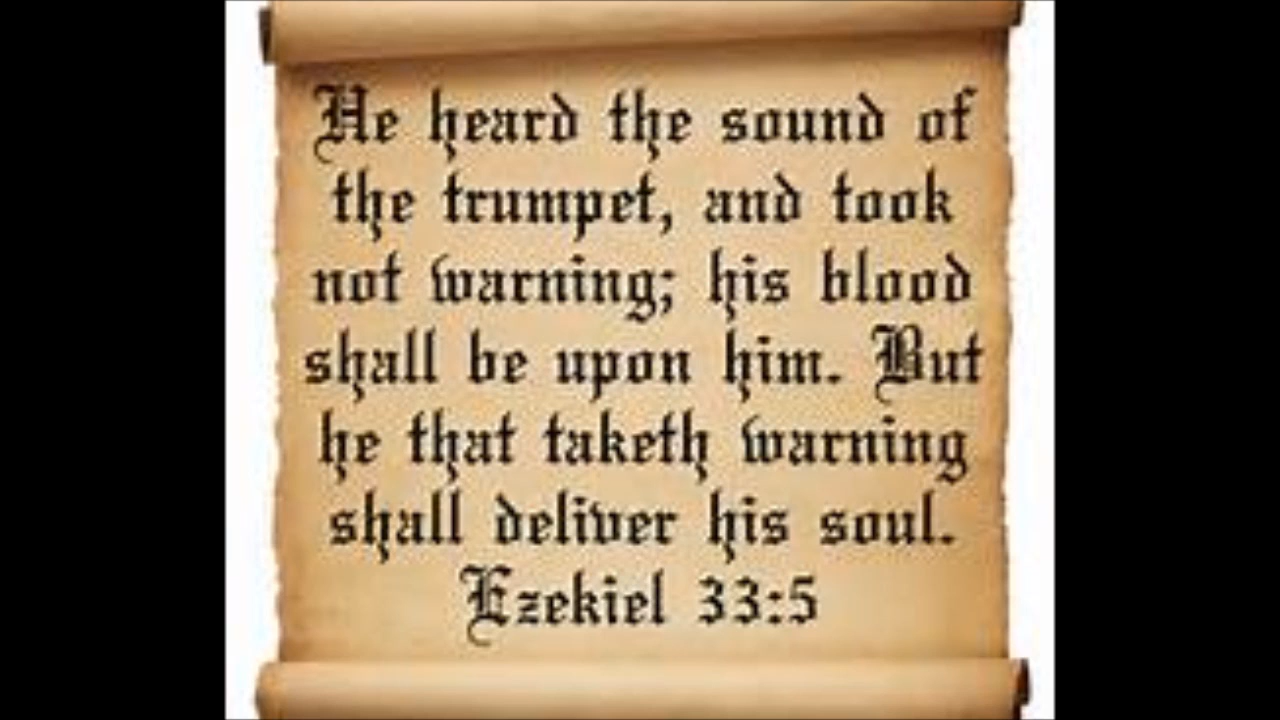 He heard the sound of
the trumpet, and took
not warning; his blood
shall be upon him. But
he that taketh warning
shall deliver his soul.
Ezekiel 33:5